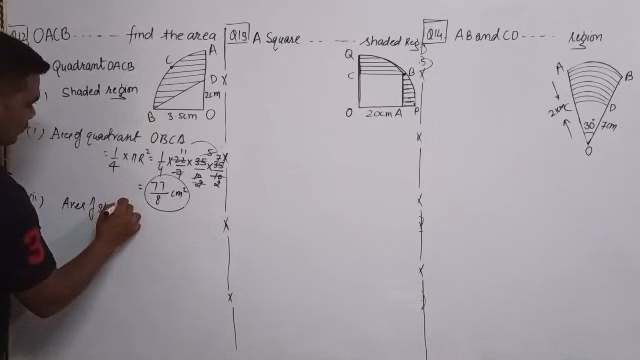 Q12 OACB ..... find the area
Quadrant OACB
Shaded region
A
C
D
2cm
B 3.5cm O
(i) Area of quadrant OBCA
= 1/4 × πR² = 1/4 × 22/7 × 35/10 × 35/10
= 77/8 cm²
ii) Area of
Q13 A Square ..... shaded Reg
Q
C
B
O 20cm A P
Q14 AB and CD .... region
A
B
C
D
21cm
7cm
30°
O
3